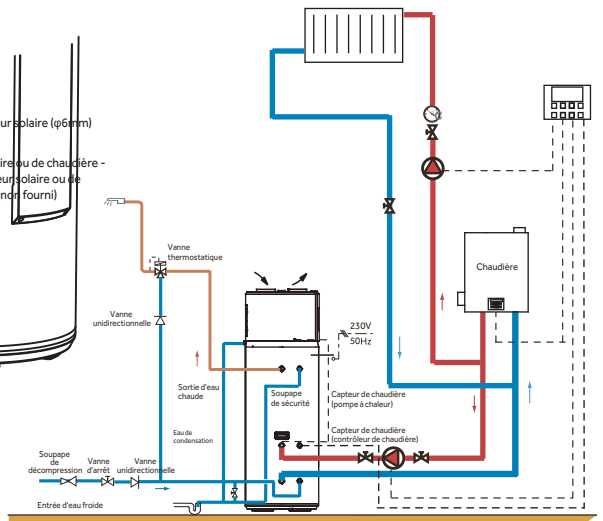 ur solaire (φ6mm)
ire ou de chaudière -
eur solaire ou de
non fourni)
Vanne
thermostatique
Chaudière
Vanne
unidirectionnelle
230V
50Hz
Sortie d'eau
chaude
Soupape
de sécurité
Capteur de chaudière
(pompe à chaleur)
Capteur de chaudière
(contrôleur de chaudière)
Eau de
condensation
Soupape
de
décompression
Vanne
d'arrêt
Vanne
unidirectionnelle
Entrée d'eau froide